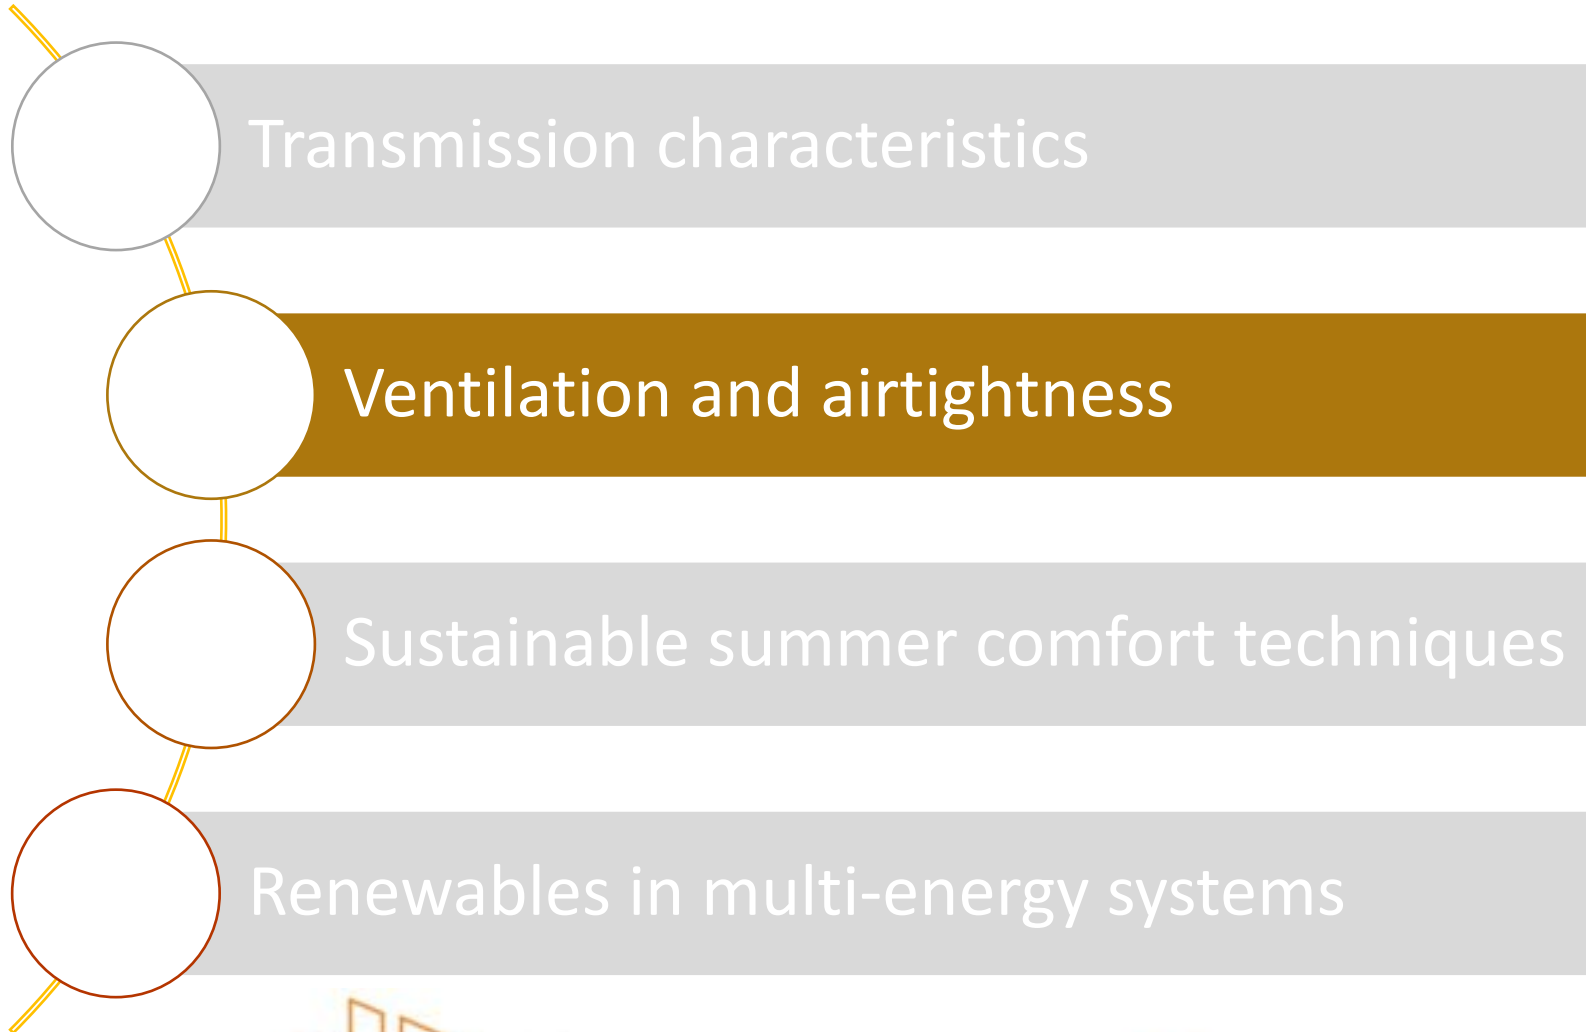 Transmission characteristics
Ventilation and airtightness
Sustainable summer comfort techniques
Renewables in multi-energy systems